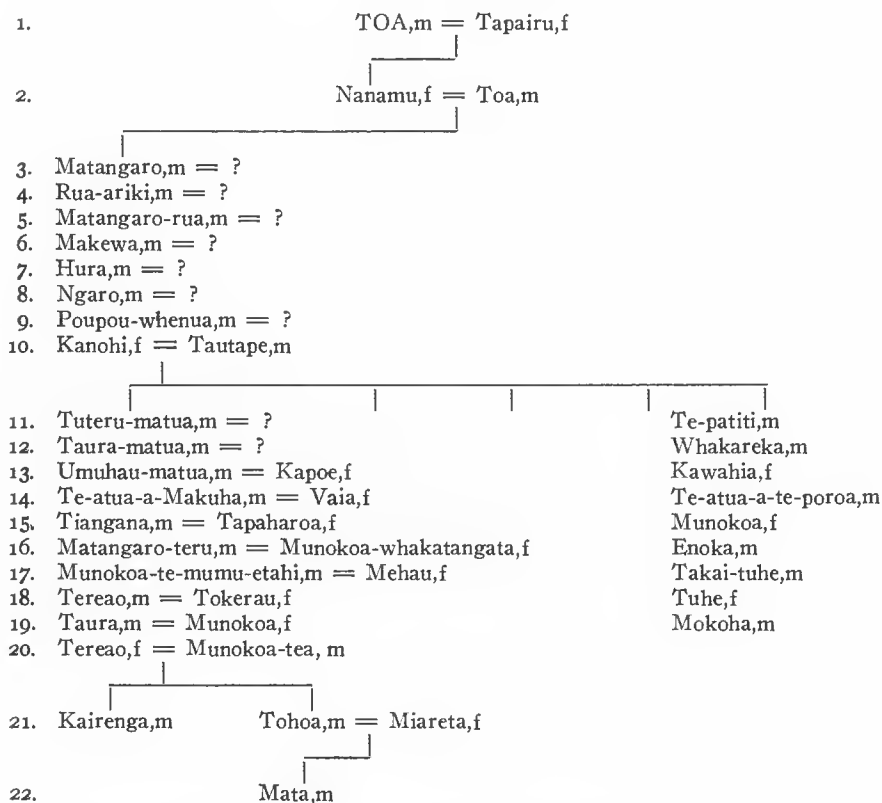 1. TOA,m = Tapairu,f
2. Nanamu,f = Toa,m
3. Matangaro,m = ?
4. Rua-ariki,m = ?
5. Matangaro-rua,m = ?
6. Makewa,m = ?
7. Hura,m = ?
8. Ngaro,m = ?
9. Poupou-whenua,m = ?
10. Kanohi,f = Tautape,m
11. Tuteru-matua,m = ? Te-patiti,m
12. Taura-matua,m = ? Whakareka,m
13. Umuhau-matua,m = Kapoe,f Kawahia,f
14. Te-atua-a-Makuha,m = Vaia,f Te-atua-a-te-poroa,m
15. Tiangana,m = Tapaharoa,f Munokoa,f
16. Matangaro-teru,m = Munokoa-whakatangata,f Enoka,m
17. Munokoa-te-mumu-etahi,m = Mehau,f Takai-tuhe,m
18. Tereao,m = Tokerau,f Tuhe,f
19. Taura,m = Munokoa,f Mokoha,m
20. Tereao,f = Munokoa-tea, m
21. Kairenga,m Tohoa,m = Miareta,f
22. Mata,m